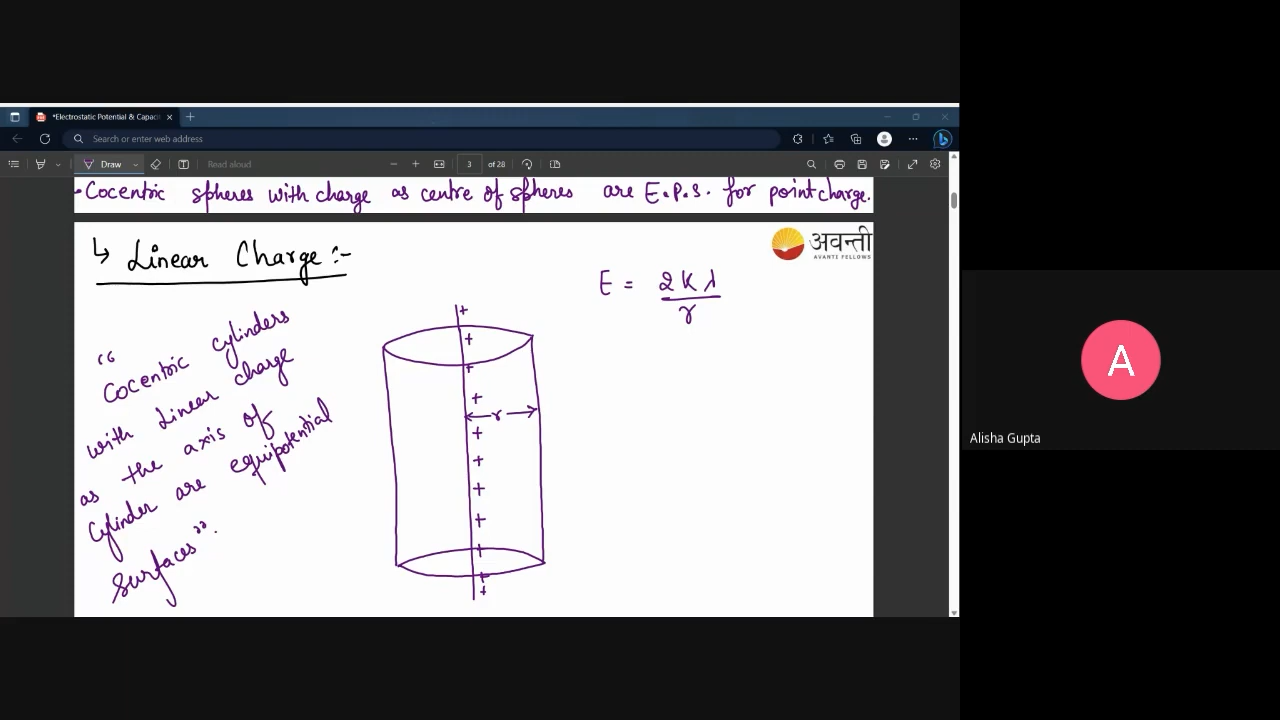 *Electrostatic Potential & Capaci
Search or enter web address
Draw
Read aloud
3 of 28
Cocentric spheres with charge as centre of spheres are E.P.S. for point charge.
↳ Linear Charge :-
अवन्ती
AVANTI FELLOWS
E = 2Kλ
r
“ Cocentric cylinders
with Linear charge
as the axis of
cylinder are equipotential
surfaces”.
+
+
+
+
r
+
+
+
+
+
+
+
A
Alisha Gupta